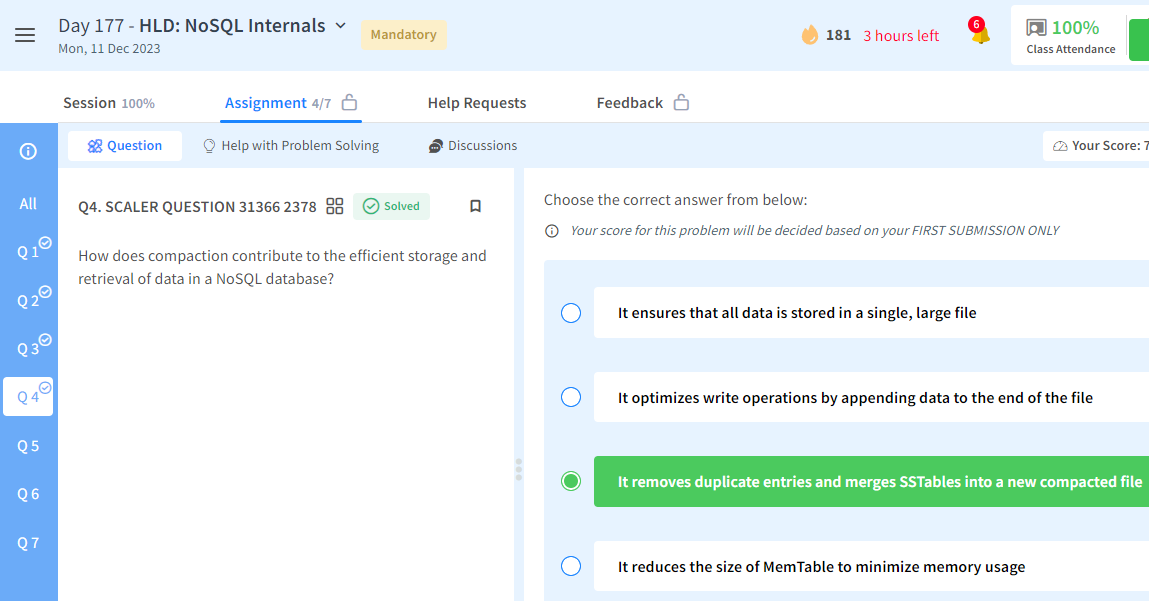 Day 177 - HLD: NoSQL Internals
Mandatory
Mon, 11 Dec 2023
181 3 hours left
6
100%
Class Attendance
Session 100%
Assignment 4/7
Help Requests
Feedback
Question
Help with Problem Solving
Discussions
Your Score: 7
All
Q 1
Q 2
Q 3
Q 4
Q 5
Q 6
Q 7
Q4. SCALER QUESTION 31366 2378
Solved
How does compaction contribute to the efficient storage and
retrieval of data in a NoSQL database?
Choose the correct answer from below:
Your score for this problem will be decided based on your FIRST SUBMISSION ONLY
It ensures that all data is stored in a single, large file
It optimizes write operations by appending data to the end of the file
It removes duplicate entries and merges SSTables into a new compacted file
It reduces the size of MemTable to minimize memory usage